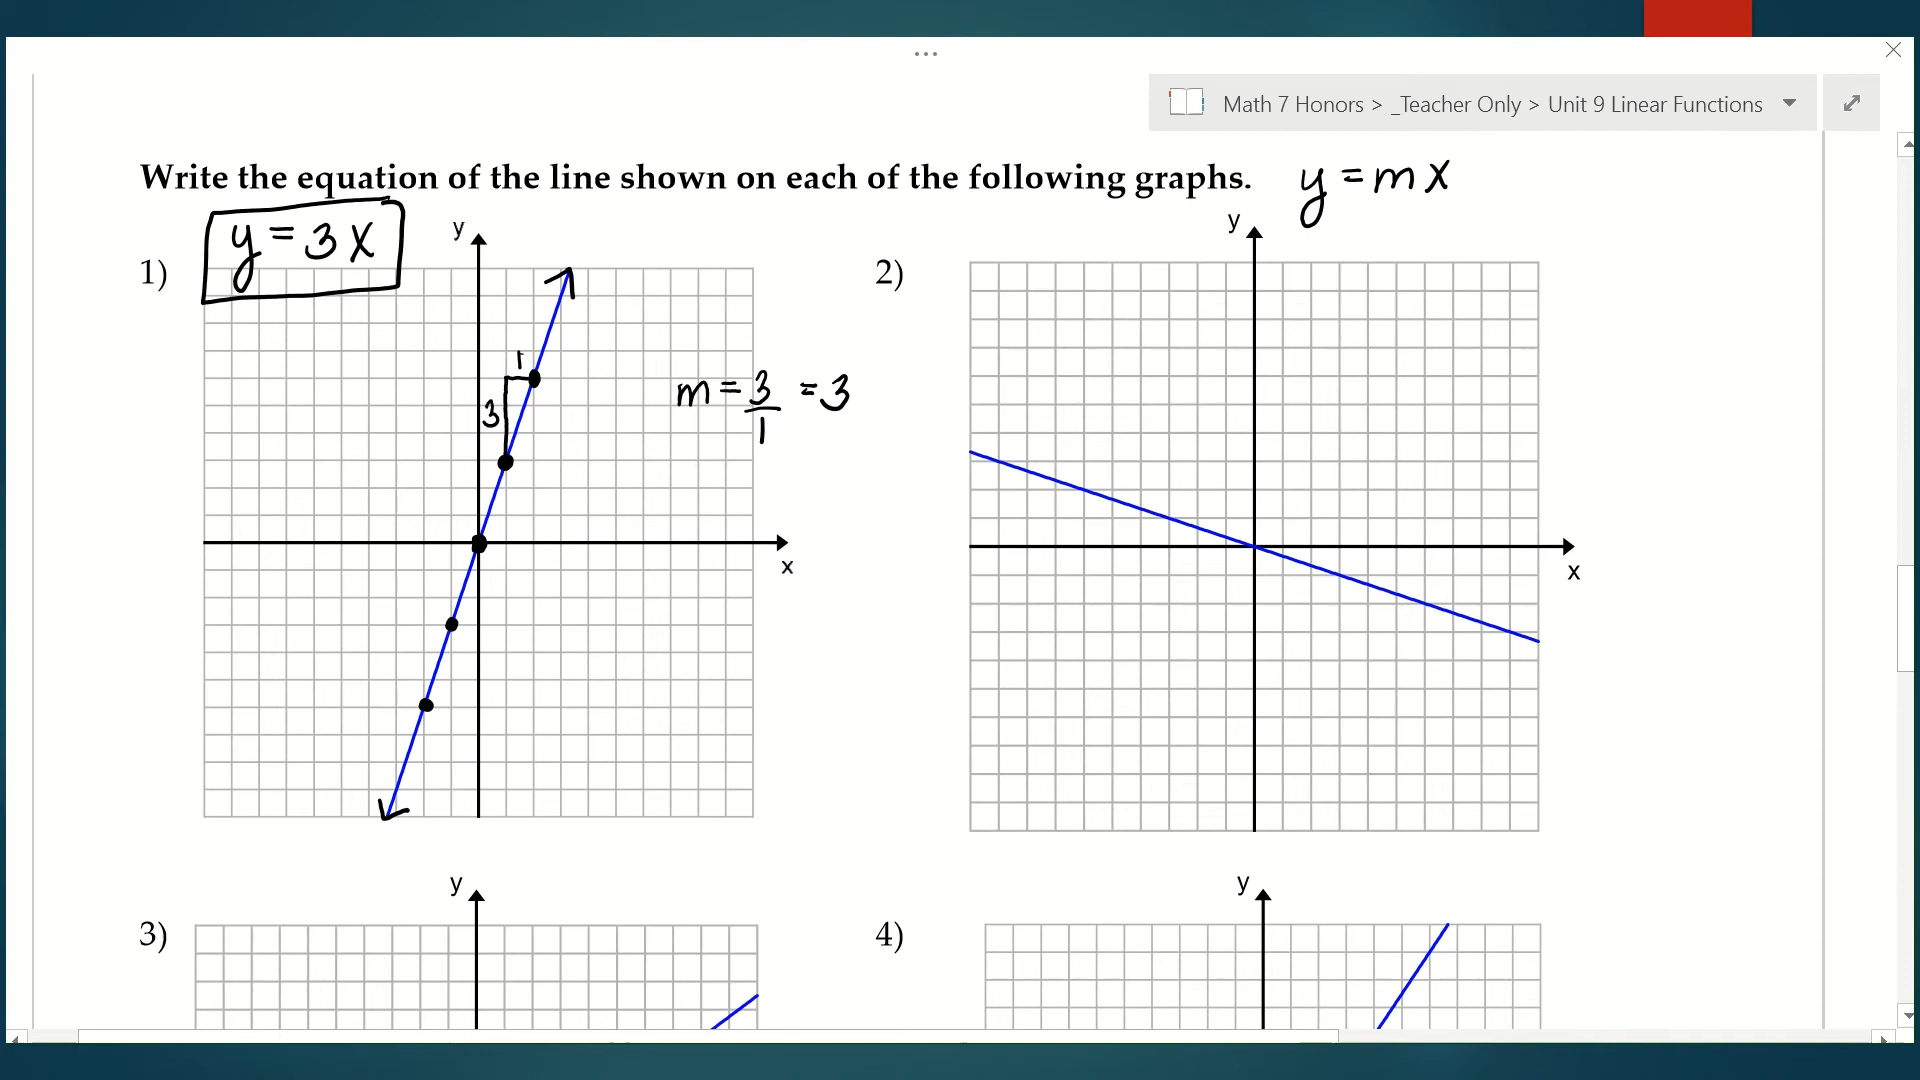 ...
Math 7 Honors > _Teacher Only > Unit 9 Linear Functions
Write the equation of the line shown on each of the following graphs. y = mx
y = 3x
1)
y
1
3
x
m = 3/1 = 3
2)
y
x
3)
y
4)
y